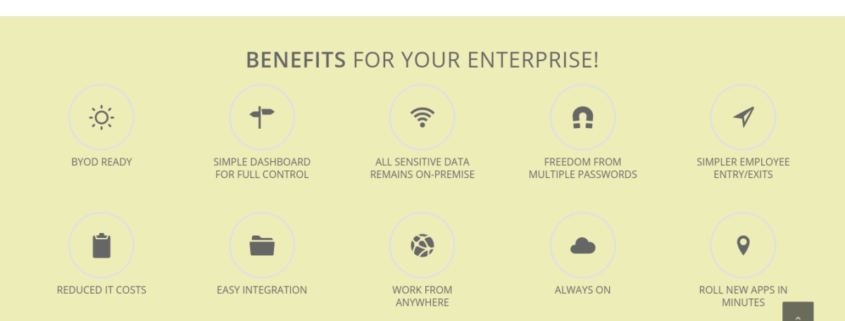 BENEFITS FOR YOUR ENTERPRISE!
BYOD READY
SIMPLE DASHBOARD
FOR FULL CONTROL
ALL SENSITIVE DATA
REMAINS ON-PREMISE
FREEDOM FROM
MULTIPLE PASSWORDS
SIMPLER EMPLOYEE
ENTRY/EXITS
REDUCED IT COSTS
EASY INTEGRATION
WORK FROM
ANYWHERE
ALWAYS ON
ROLL NEW APPS IN
MINUTES